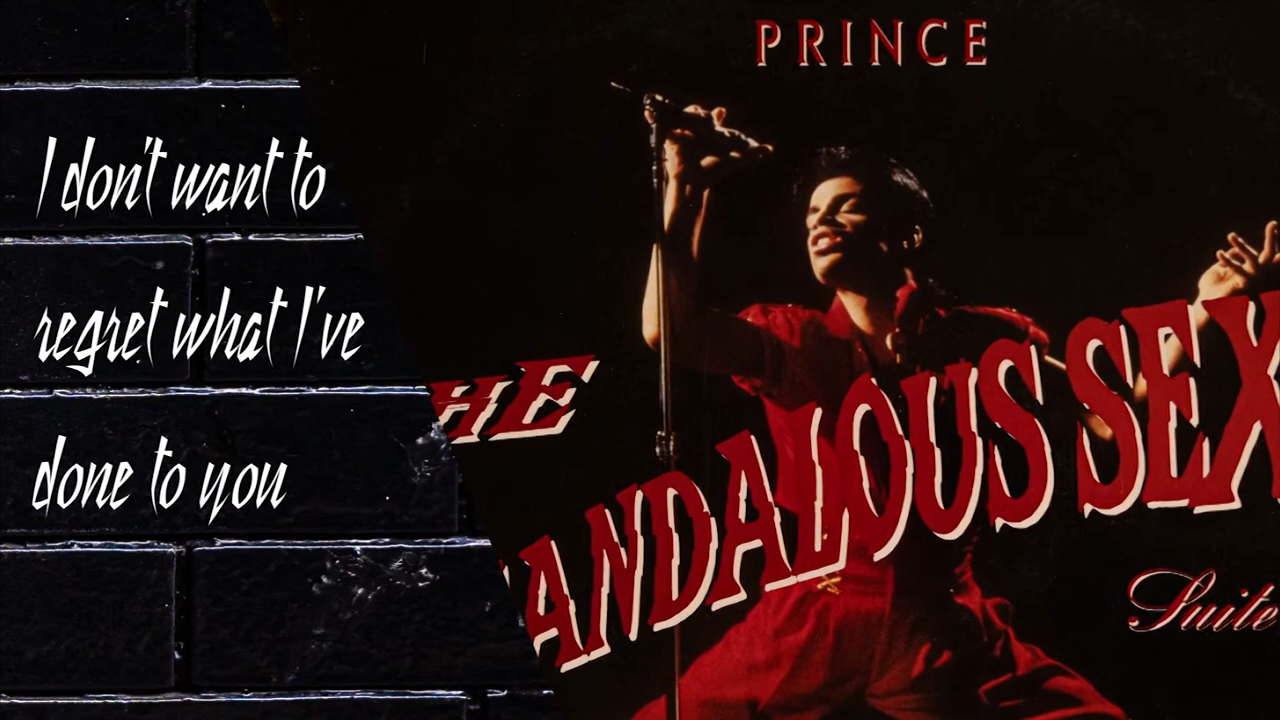 I don't want to
regret what I've
done to you
PRINCE
HE
ANDALOUS SEX
Suite